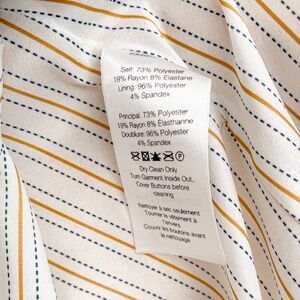 Self: 73% Polyester
19% Rayon 8% Elastane
Lining: 96% Polyester
4% Spandex
Principal: 73% Polyester
19% Rayon 8% Élasthanne
Doublure: 96% Polyester
4% Spandex
Dry Clean Only
Turn Garment Inside Out,
Cover Buttons before
cleaning
Nettoyer à sec seulement
Tourner le vêtement à
l'envers
Couvrir les boutons avant
le nettoyage